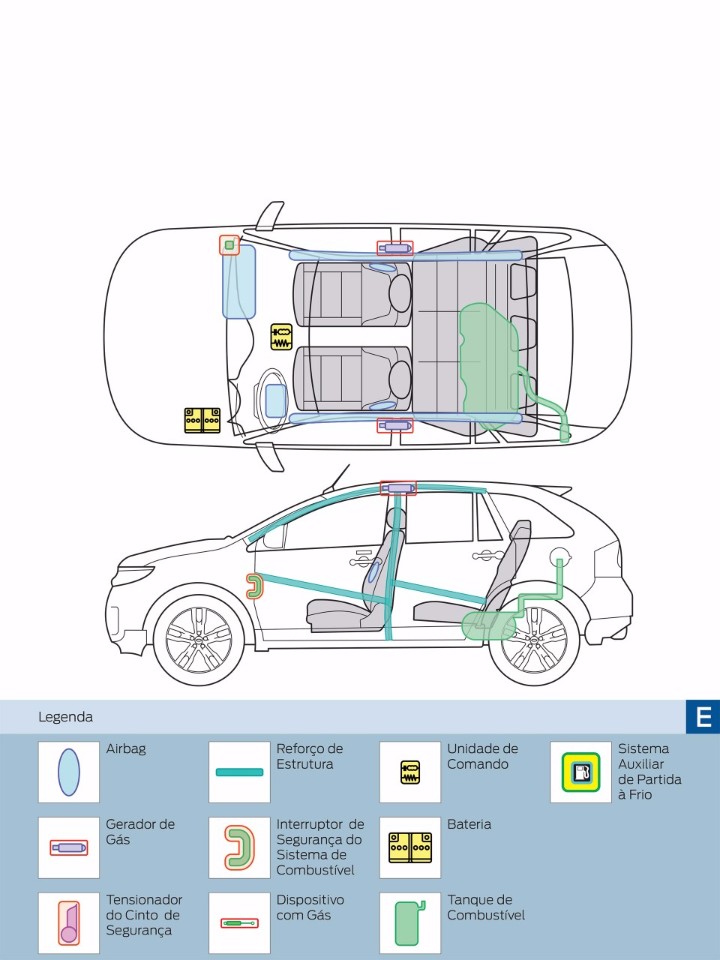 Legenda
E
Airbag
Reforço de
Estrutura
Unidade de
Comando
Sistema
Auxiliar
de Partida
à Frio
Gerador de
Gás
Interruptor de
Segurança do
Sistema de
Combustível
Bateria
Tensionador
do Cinto de
Segurança
Dispositivo
com Gás
Tanque de
Combustível